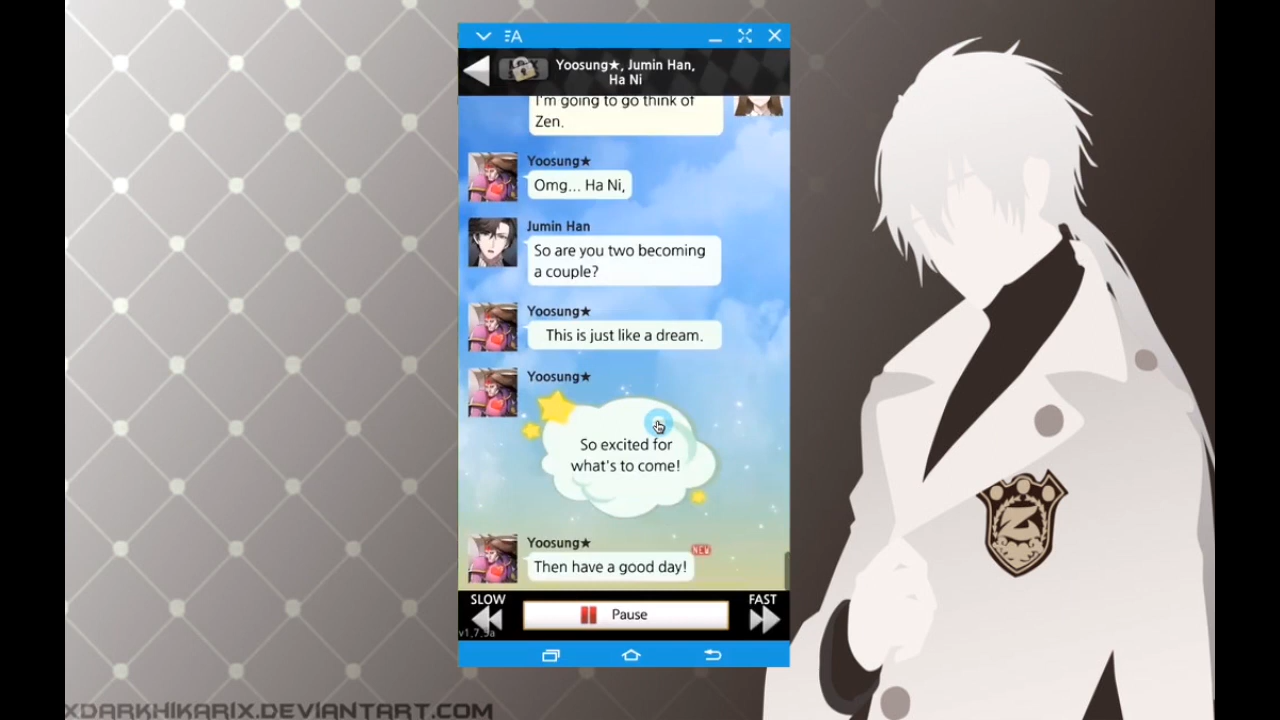 Yoosung★, Jumin Han,
Ha Ni
I'm going to go think of
Zen.
Yoosung★
Omg... Ha Ni,
Jumin Han
So are you two becoming
a couple?
Yoosung★
This is just like a dream.
Yoosung★
So excited for
what's to come!
Yoosung★
NEW
Then have a good day!
SLOW
Pause
FAST
Z
XDARKHIKARIX.DEVIANTART.COM